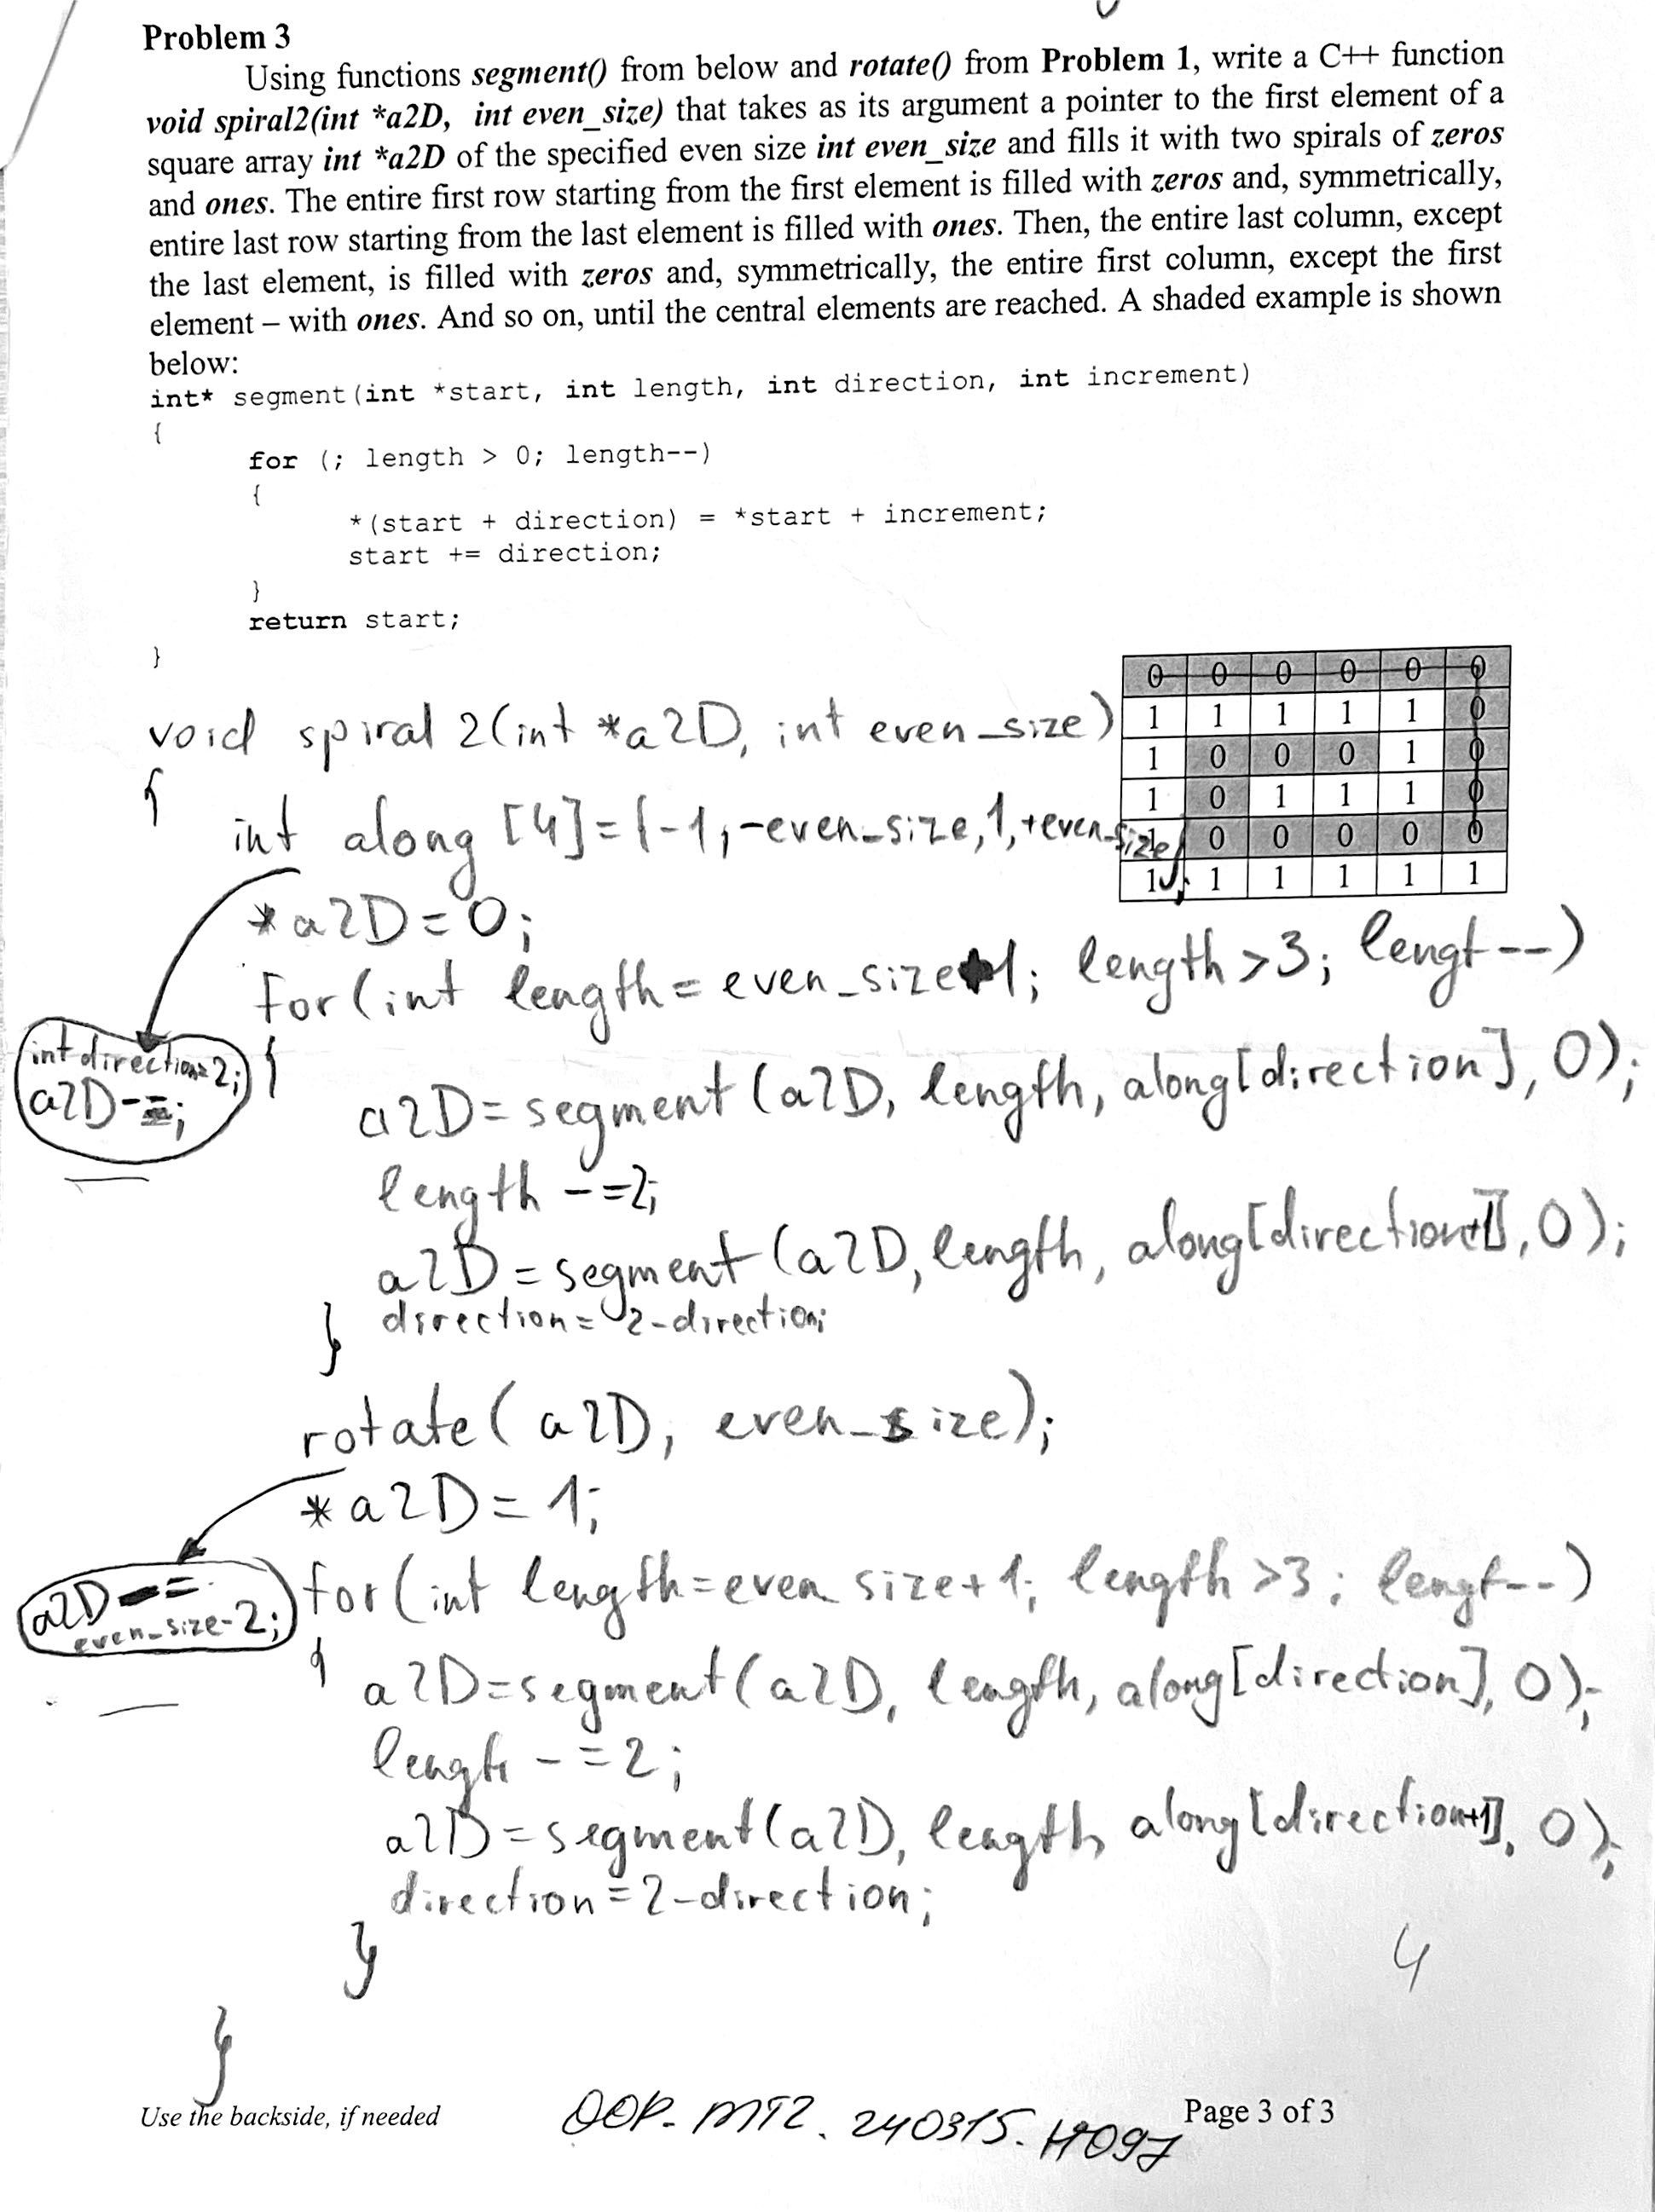 Problem 3
Using functions segment() from below and rotate() from Problem 1, write a C++ function
void spiral2(int *a2D, int even_size) that takes as its argument a pointer to the first element of a
square array int *a2D of the specified even size int even_size and fills it with two spirals of zeros
and ones. The entire first row starting from the first element is filled with zeros and, symmetrically,
entire last row starting from the last element is filled with ones. Then, the entire last column, except
the last element, is filled with zeros and, symmetrically, the entire first column, except the first
element – with ones. And so on, until the central elements are reached. A shaded example is shown
below:
int* segment(int *start, int length, int direction, int increment)
{
for (; length > 0; length--)
{
*(start + direction) = *start + increment;
start += direction;
}
return start;
}
0 0 0 0 0 0
1 1 1 1 1 0
1 0 0 0 1 0
1 0 1 1 1 0
0 0 0 0 0
1 1 1 1 1 1
void spiral 2(int *a2D, int even_size)
{
int along [4]={-1,-even_size,1,+even_size};
*a2D=0;
for(int length=even_size+1; length>3; lengt--)
int direction=2;
a2D-=;
{
a2D=segment(a2D, length, along[direction], 0);
length -=2;
a2D=segment(a2D, length, along[direction+1], 0);
direction=2-direction;
}
rotate(a2D, even_size);
*a2D=1;
a2D-=
even_size-2;
for(int length=even size+1; length>3; lengt--)
{
a2D=segment(a2D, length, along[direction], 0);
lengh -=2;
a2D=segment(a2D, length, along[direction+1], 0);
direction=2-direction;
}
4
}
Use the backside, if needed
OOP. MT2. 240315. H097
Page 3 of 3